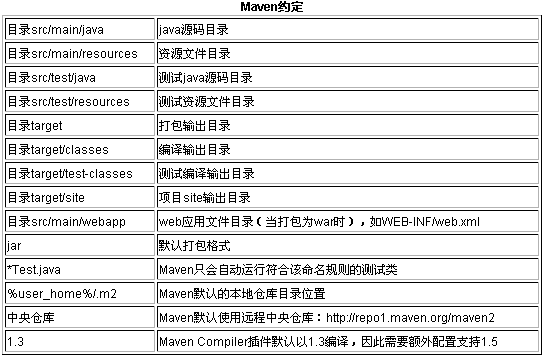 Maven约定
目录src/main/java java源码目录
目录src/main/resources 资源文件目录
目录src/test/java 测试java源码目录
目录src/test/resources 测试资源文件目录
目录target 打包输出目录
目录target/classes 编译输出目录
目录target/test-classes 测试编译输出目录
目录target/site 项目site输出目录
目录src/main/webapp web应用文件目录（当打包为war时），如WEB-INF/web.xml
jar 默认打包格式
*Test.java Maven只会自动运行符合该命名规则的测试类
%user_home%/.m2 Maven默认的本地仓库目录位置
中央仓库 Maven默认使用远程中央仓库：http://repo1.maven.org/maven2
1.3 Maven Compiler插件默认以1.3编译，因此需要额外配置支持1.5